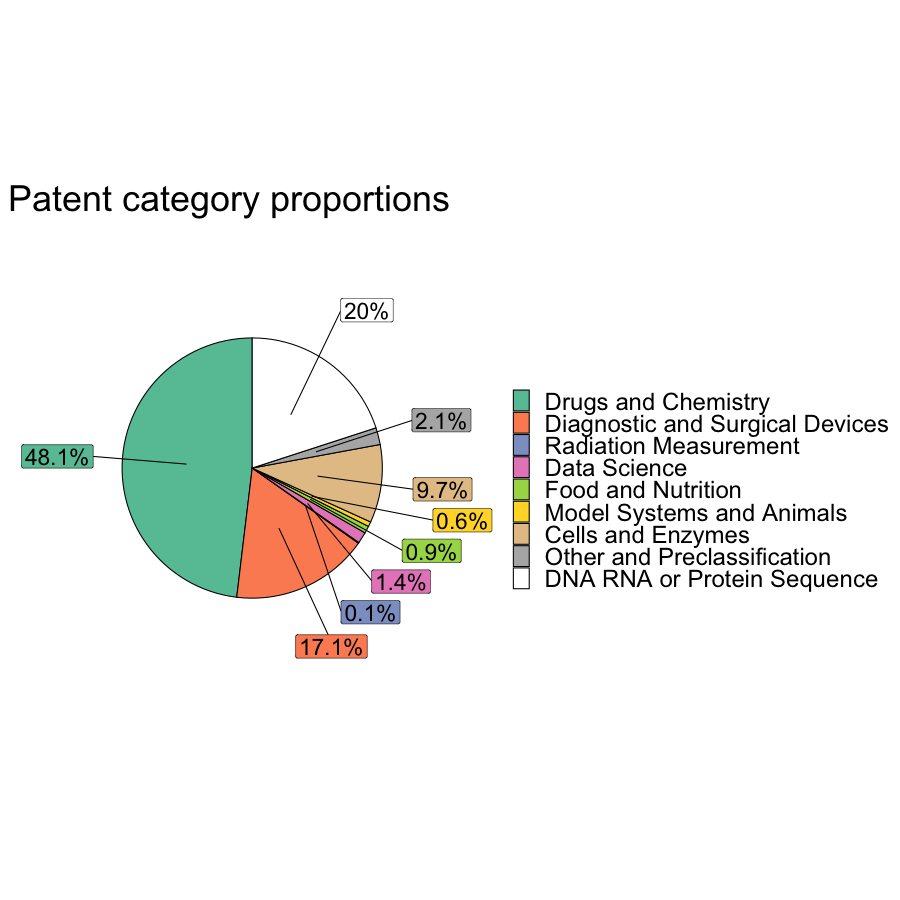 Patent category proportions
20%
2.1%
48.1%
9.7%
0.6%
0.9%
1.4%
0.1%
17.1%
Drugs and Chemistry
Diagnostic and Surgical Devices
Radiation Measurement
Data Science
Food and Nutrition
Model Systems and Animals
Cells and Enzymes
Other and Preclassification
DNA RNA or Protein Sequence